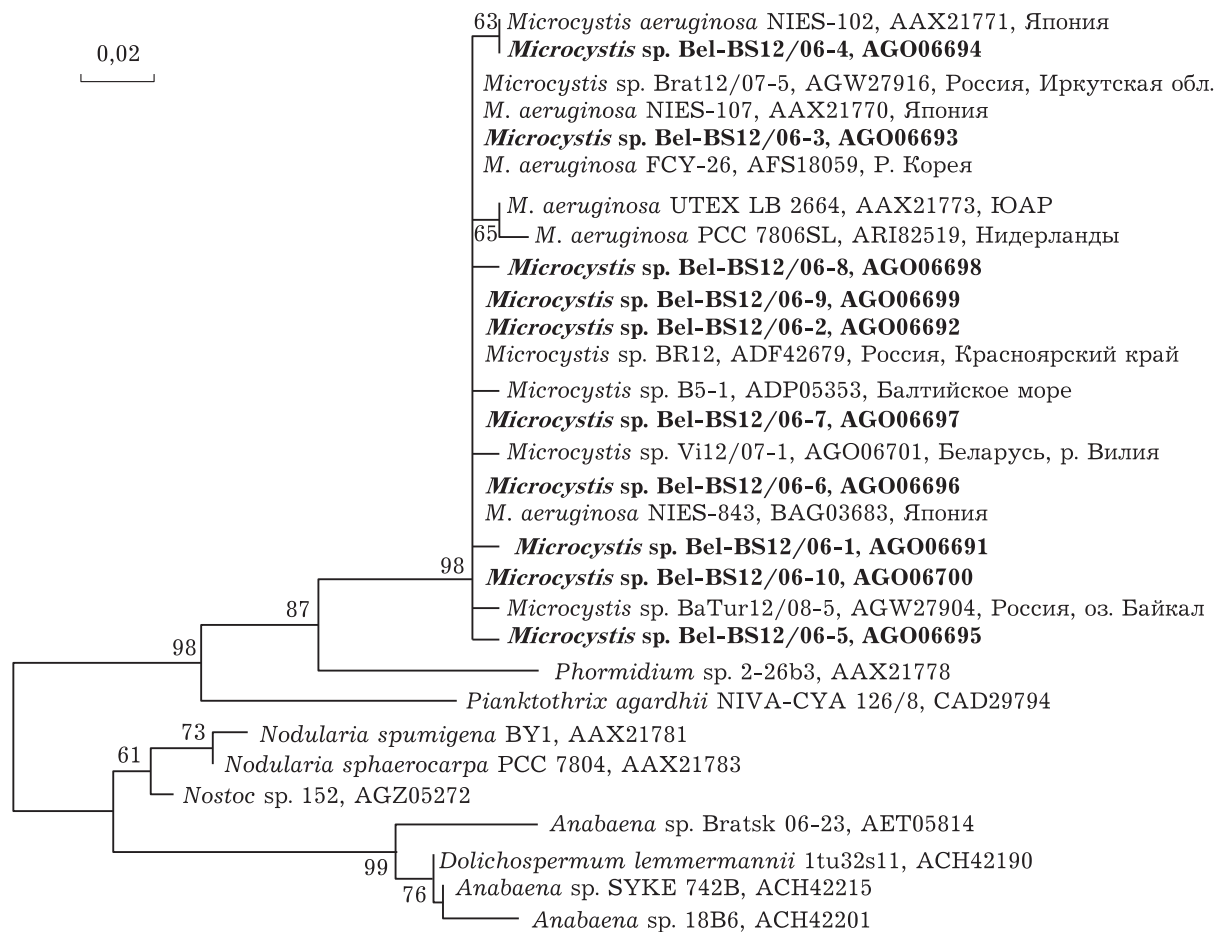 63
Microcystis aeruginosa NIES-102, AAX21771, Япония
Microcystis sp. Bel-BS12/06-4, AGO06694
0,02
Microcystis sp. Brat12/07-5, AGW27916, Россия, Иркутская обл.
M. aeruginosa NIES-107, AAX21770, Япония
Microcystis sp. Bel-BS12/06-3, AGO06693
M. aeruginosa FCY-26, AFS18059, Р. Корея
M. aeruginosa UTEX LB 2664, AAX21773, ЮАР
65
M. aeruginosa PCC 7806SL, ARI82519, Нидерланды
Microcystis sp. Bel-BS12/06-8, AGO06698
Microcystis sp. Bel-BS12/06-9, AGO06699
Microcystis sp. Bel-BS12/06-2, AGO06692
Microcystis sp. BR12, ADF42679, Россия, Красноярский край
Microcystis sp. B5-1, ADP05353, Балтийское море
Microcystis sp. Bel-BS12/06-7, AGO06697
Microcystis sp. Vi12/07-1, AGO06701, Беларусь, р. Вилия
Microcystis sp. Bel-BS12/06-6, AGO06696
M. aeruginosa NIES-843, BAG03683, Япония
Microcystis sp. Bel-BS12/06-1, AGO06691
98
Microcystis sp. Bel-BS12/06-10, AGO06700
87
Microcystis sp. BaTur12/08-5, AGW27904, Россия, оз. Байкал
Microcystis sp. Bel-BS12/06-5, AGO06695
98
Phormidium sp. 2-26b3, AAX21778
Pianktothrix agardhii NIVA-CYA 126/8, CAD29794
73
Nodularia spumigena BY1, AAX21781
61
Nodularia sphaerocarpa PCC 7804, AAX21783
Nostoc sp. 152, AGZ05272
Anabaena sp. Bratsk 06-23, AET05814
99
Dolichospermum lemmermannii 1tu32s11, ACH42190
76
Anabaena sp. SYKE 742B, ACH42215
Anabaena sp. 18B6, ACH42201